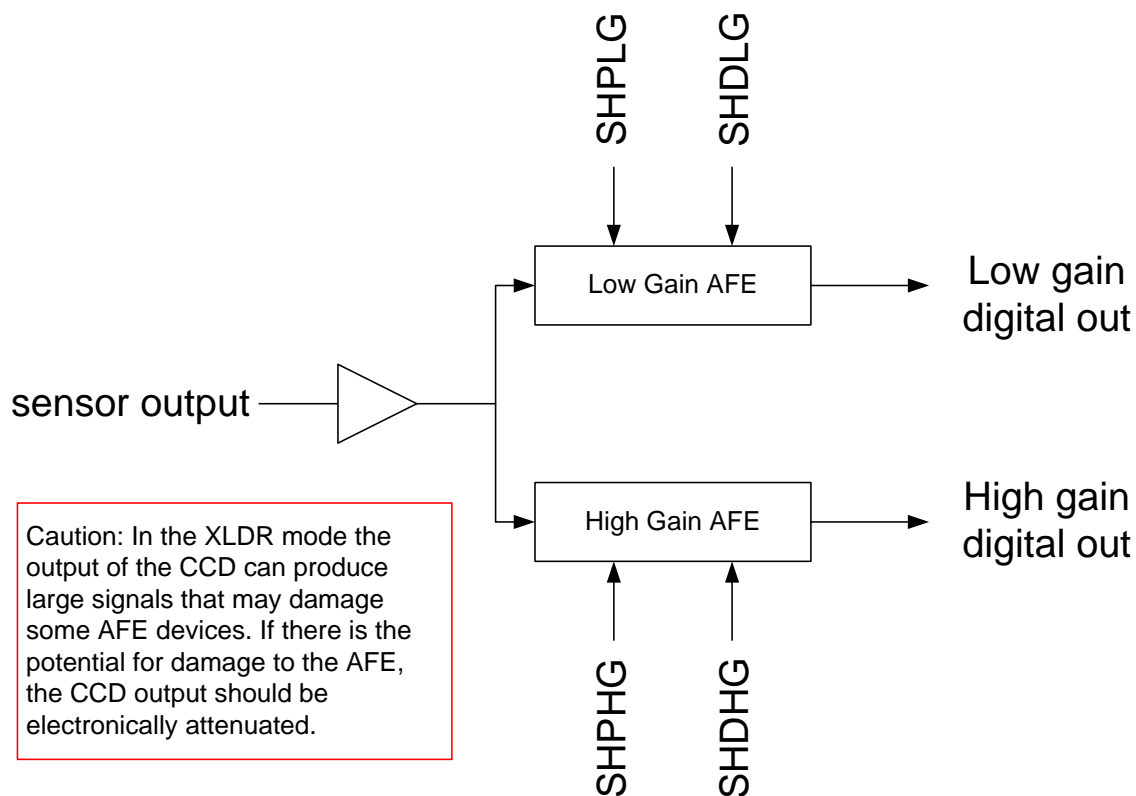 SHPLG
SHDLG
Low Gain AFE
Low gain
digital out
sensor output
High Gain AFE
High gain
digital out
Caution: In the XLDR mode the
output of the CCD can produce
large signals that may damage
some AFE devices. If there is the
potential for damage to the AFE,
the CCD output should be
electronically attenuated.
SHPHG
SHDHG